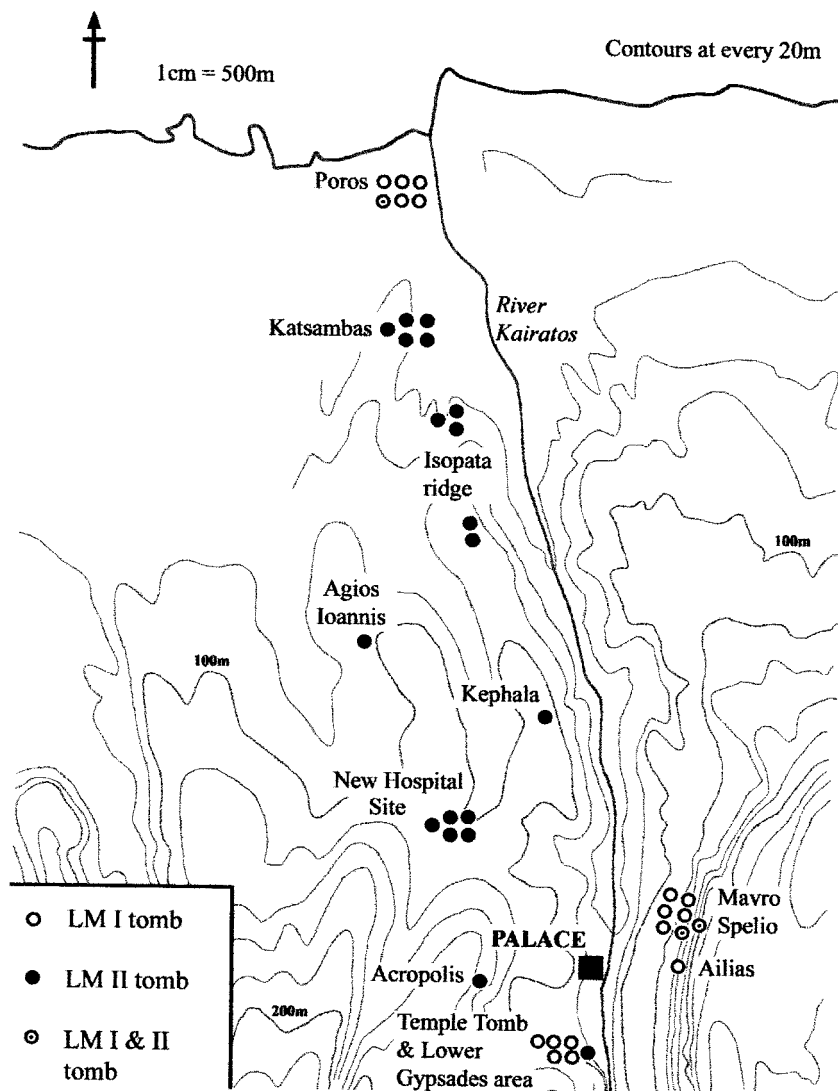 Contours at every 20m
1cm = 500m
Poros
Katsambas
River
Kairatos
Isopata
ridge
100m
Agios
Ioannis
100m
Kephala
New Hospital
Site
Mavro
Spelio
PALACE
Ailias
Acropolis
200m
Temple Tomb
& Lower
Gypsades area
LM I tomb
LM II tomb
LM I & II
tomb